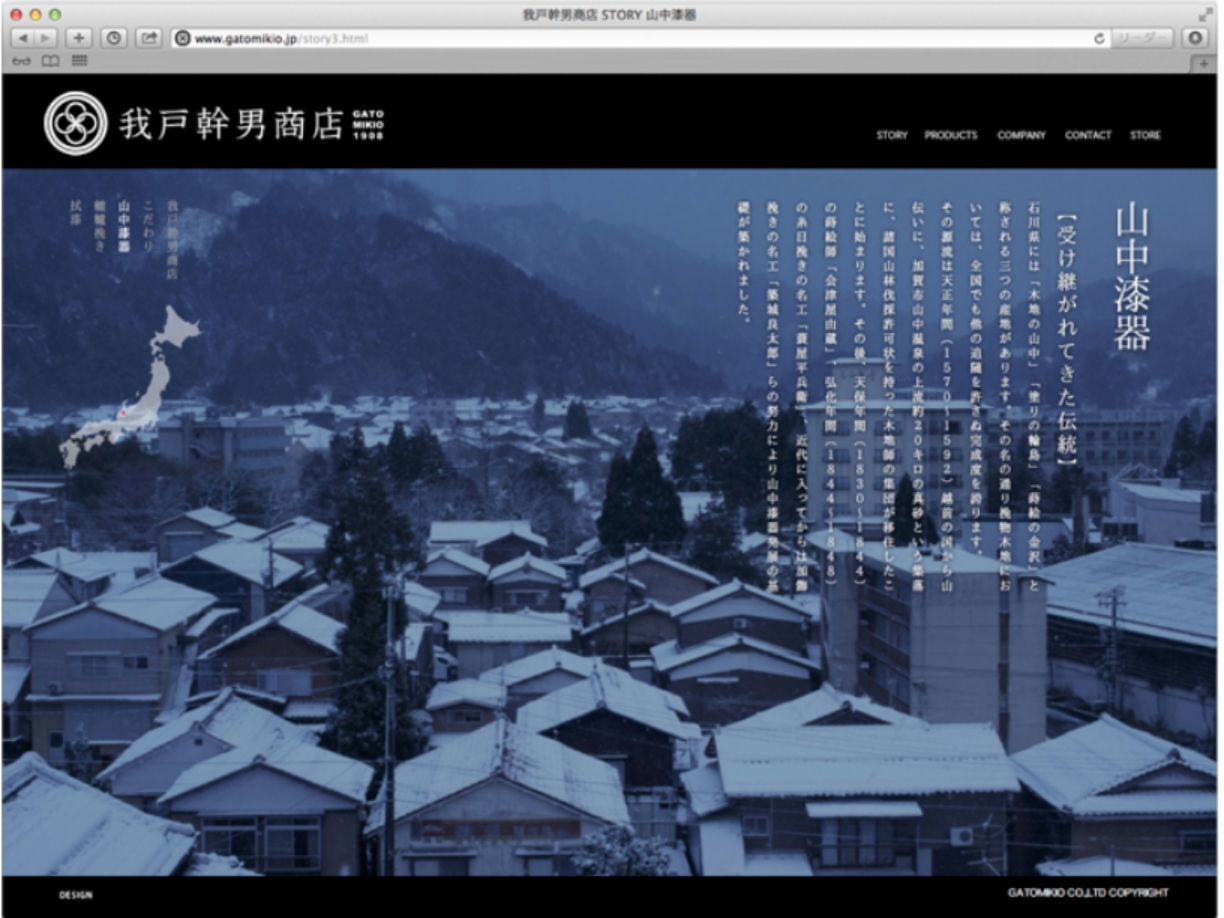 我戸幹男商店 STORY 山中漆器
www.gatomikio.jp/story3.html
リーダー
我戸幹男商店
GATO
MIKIO
1908
STORY
PRODUCTS
COMPANY
CONTACT
STORE
山中漆器
【受け継がれてきた伝統】
石川県には「木地の山中」「塗りの輪島」「蒔絵の金沢」と
称される三つの産地があります。その名の通り挽物木地にお
いては、全国でも他の追随を許さぬ完成度を誇ります。
その源流は天正年間(1570~1592)越前の国から山
伝いに、加賀市山中温泉の上流約20キロの真砂という集落
に、諸国山林伐採許可状を持った木地師の集団が移住したこ
とに始まります。その後、天保年間(1830~1844)
の蒔絵師「会津屋由蔵」、弘化年間(1844~1848)
の糸目挽きの名工「蓑屋平兵衛」、近代に入ってからは加飾
挽きの名工「築城良太郎」らの努力により山中漆器発展の基
礎が築かれました。
我戸幹男商店
こだわり
山中漆器
轆轤挽き
拭漆
DESIGN
GATOMIKIO CO.,LTD COPYRIGHT